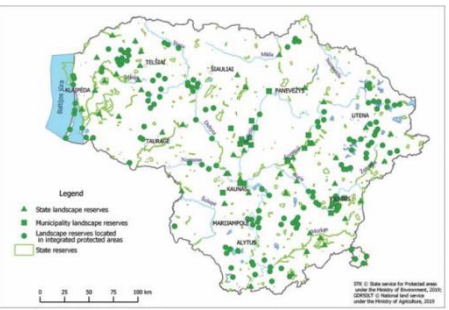 TELŠIAI
ŠIAULIAI
KLAIPĖDA
Baltijos jūra
PANEVĖŽYS
UTENA
TAURAGĖ
KAUNAS
MARIJAMPOLĖ
ALYTUS
Legend
State landscape reserves
Municipality landscape reserves
Landscape reserves located
in integrated protected areas
State reserves
0 25 50 75 100 km
STK © State service for Protected areas
under the Ministry of Environment, 2019;
GDR50LT © National land service
under the Ministry of Agriculture, 2019